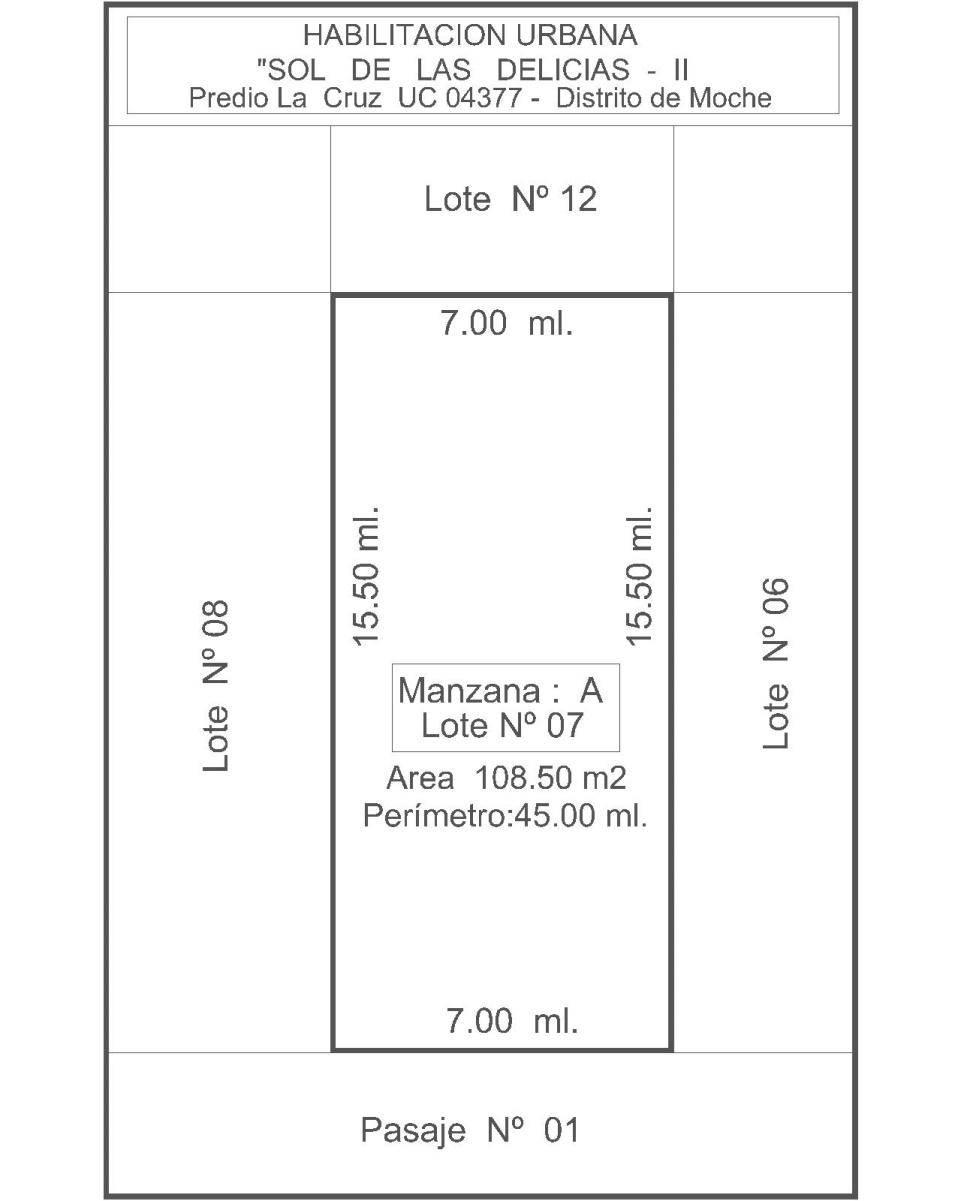 HABILITACION URBANA
"SOL DE LAS DELICIAS - II
Predio La Cruz UC 04377 - Distrito de Moche
Lote Nº 12
7.00 ml.
15.50 ml.
15.50 ml.
Lote Nº 08
Lote Nº 06
Manzana : A
Lote Nº 07
Area 108.50 m2
Perímetro:45.00 ml.
7.00 ml.
Pasaje Nº 01